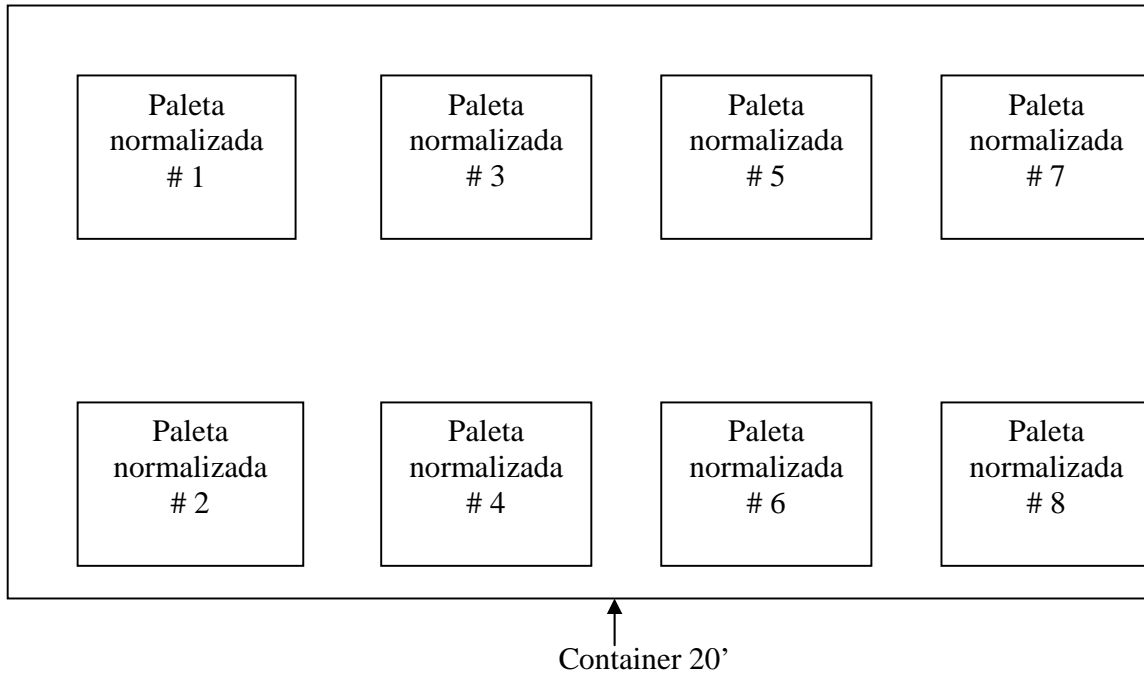 Paleta
normalizada
# 1
Paleta
normalizada
# 3
Paleta
normalizada
# 5
Paleta
normalizada
# 7
Paleta
normalizada
# 2
Paleta
normalizada
# 4
Paleta
normalizada
# 6
Paleta
normalizada
# 8
Container 20’